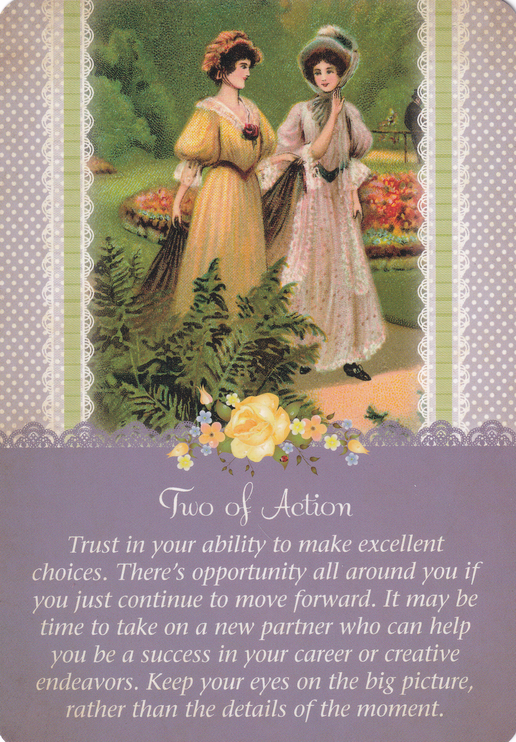 Two of Action
Trust in your ability to make excellent
choices. There's opportunity all around you if
you just continue to move forward. It may be
time to take on a new partner who can help
you be a success in your career or creative
endeavors. Keep your eyes on the big picture,
rather than the details of the moment.